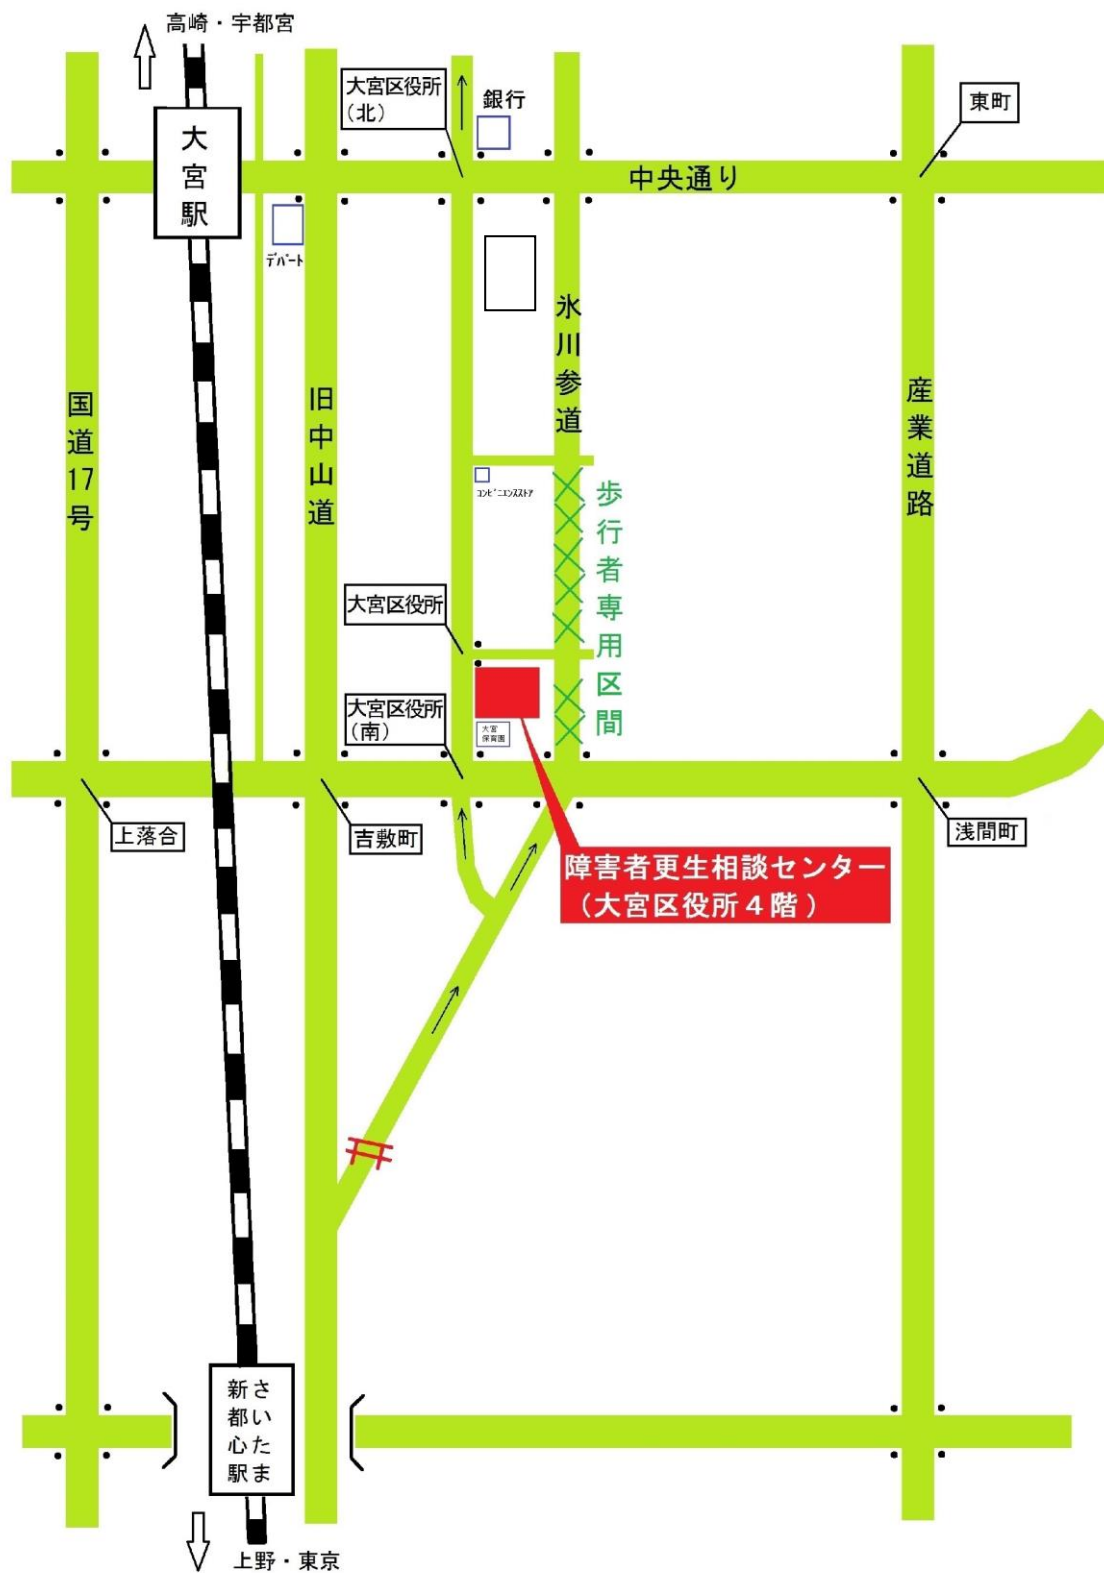 高崎・宇都宮
大宮駅
大宮区役所
(北)
銀行
東町
中央通り
デパート
氷川参道
国道17号
旧中山道
産業道路
コンビニエンスストア
歩行者専用区間
大宮区役所
大宮区役所
(南)
大宮
保育園
上落合
吉敷町
浅間町
障害者更生相談センター
(大宮区役所4階)
さいたま
新都心駅
上野・東京